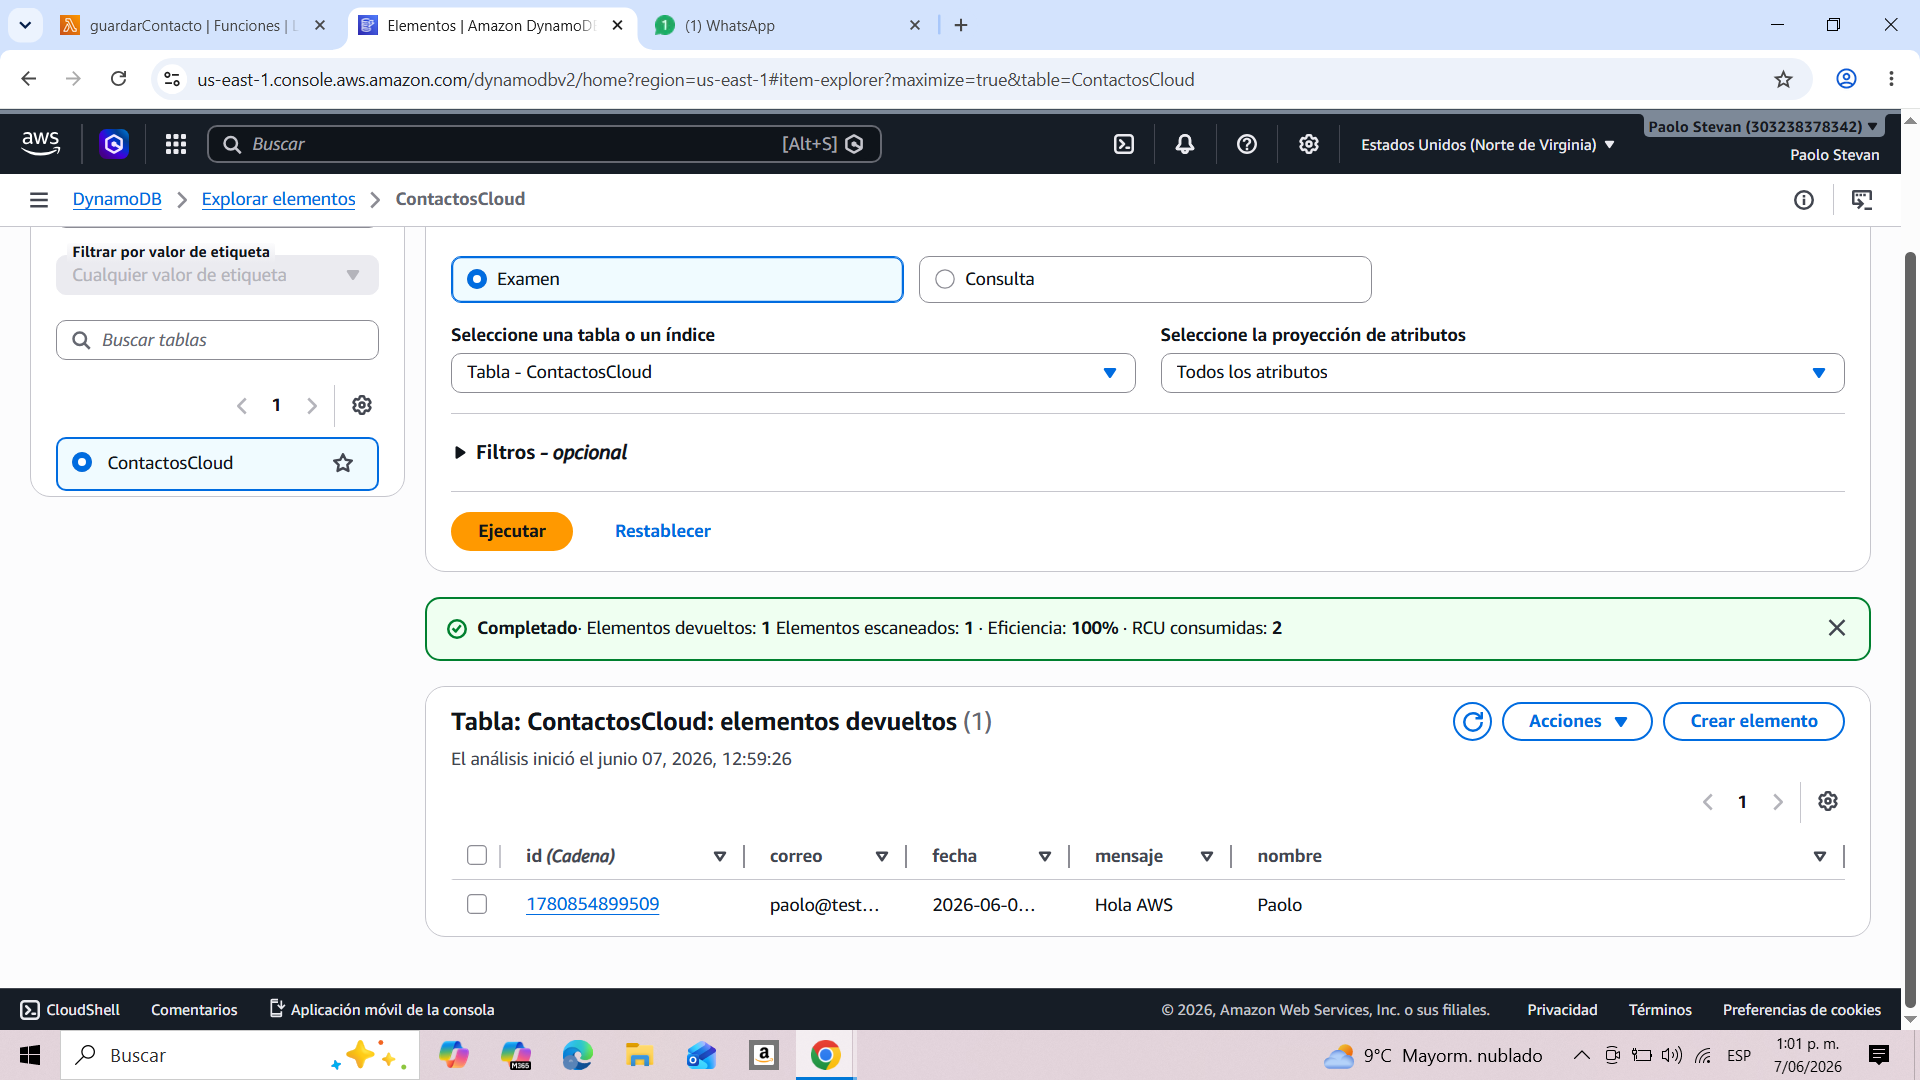 guardarContacto | Funciones | L
Elementos | Amazon DynamoDB
1
(1) WhatsApp
us-east-1.console.aws.amazon.com/dynamodbv2/home?region=us-east-1#item-explorer?maximize=true&table=ContactosCloud
aws
Buscar
[Alt+S]
Estados Unidos (Norte de Virginia)
Paolo Stevan (303238378342)
Paolo Stevan
DynamoDB
Explorar elementos
ContactosCloud
Filtrar por valor de etiqueta
Cualquier valor de etiqueta
Buscar tablas
1
ContactosCloud
Examen
Consulta
Seleccione una tabla o un índice
Seleccione la proyección de atributos
Tabla - ContactosCloud
Todos los atributos
Filtros - opcional
Ejecutar
Restablecer
Completado· Elementos devueltos: 1 Elementos escaneados: 1 · Eficiencia: 100% · RCU consumidas: 2
Tabla: ContactosCloud: elementos devueltos (1)
El análisis inició el junio 07, 2026, 12:59:26
Acciones
Crear elemento
1
id (Cadena)
correo
fecha
mensaje
nombre
1780854899509
paolo@test...
2026-06-0...
Hola AWS
Paolo
CloudShell
Comentarios
Aplicación móvil de la consola
© 2026, Amazon Web Services, Inc. o sus filiales.
Privacidad
Términos
Preferencias de cookies
Buscar
M365
a
9°C Mayorm. nublado
ESP
1:01 p. m.
7/06/2026